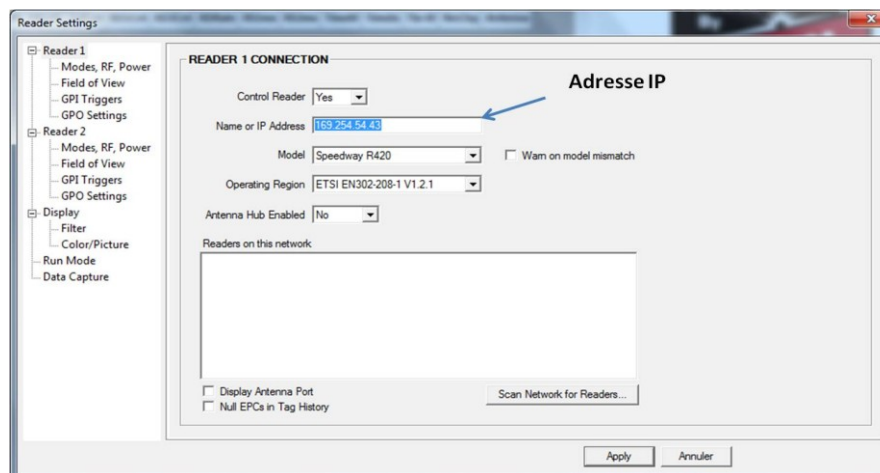 Reader Settings
By
Reader 1
Modes, RF, Power
Field of View
GPI Triggers
GPO Settings
Reader 2
Modes, RF, Power
Field of View
GPI Triggers
GPO Settings
Display
Filter
Color/Picture
Run Mode
Data Capture
READER 1 CONNECTION
Adresse IP
Control Reader Yes
Name or IP Address 169.254.54.43
Model Speedway R420 Warn on model mismatch
Operating Region ETSI EN302-208-1 V1.2.1
Antenna Hub Enabled No
Readers on this network
Display Antenna Port
Null EPCs in Tag History
Scan Network for Readers...
Apply Annuler